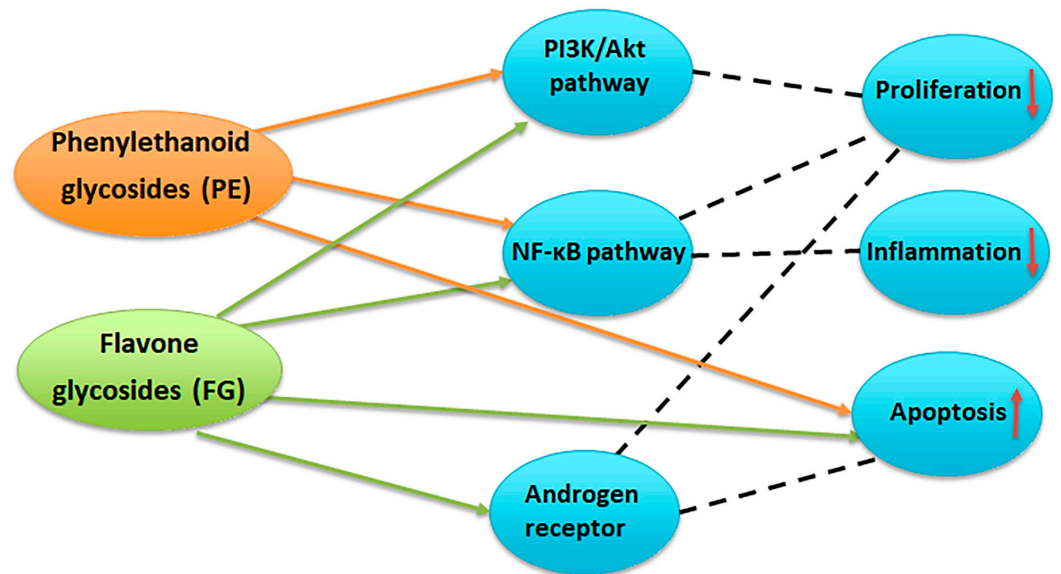 Phenylethanoid
glycosides (PE)
Flavone
glycosides (FG)
PI3K/Akt
pathway
NF-κB pathway
Androgen
receptor
Proliferation
Inflammation
Apoptosis